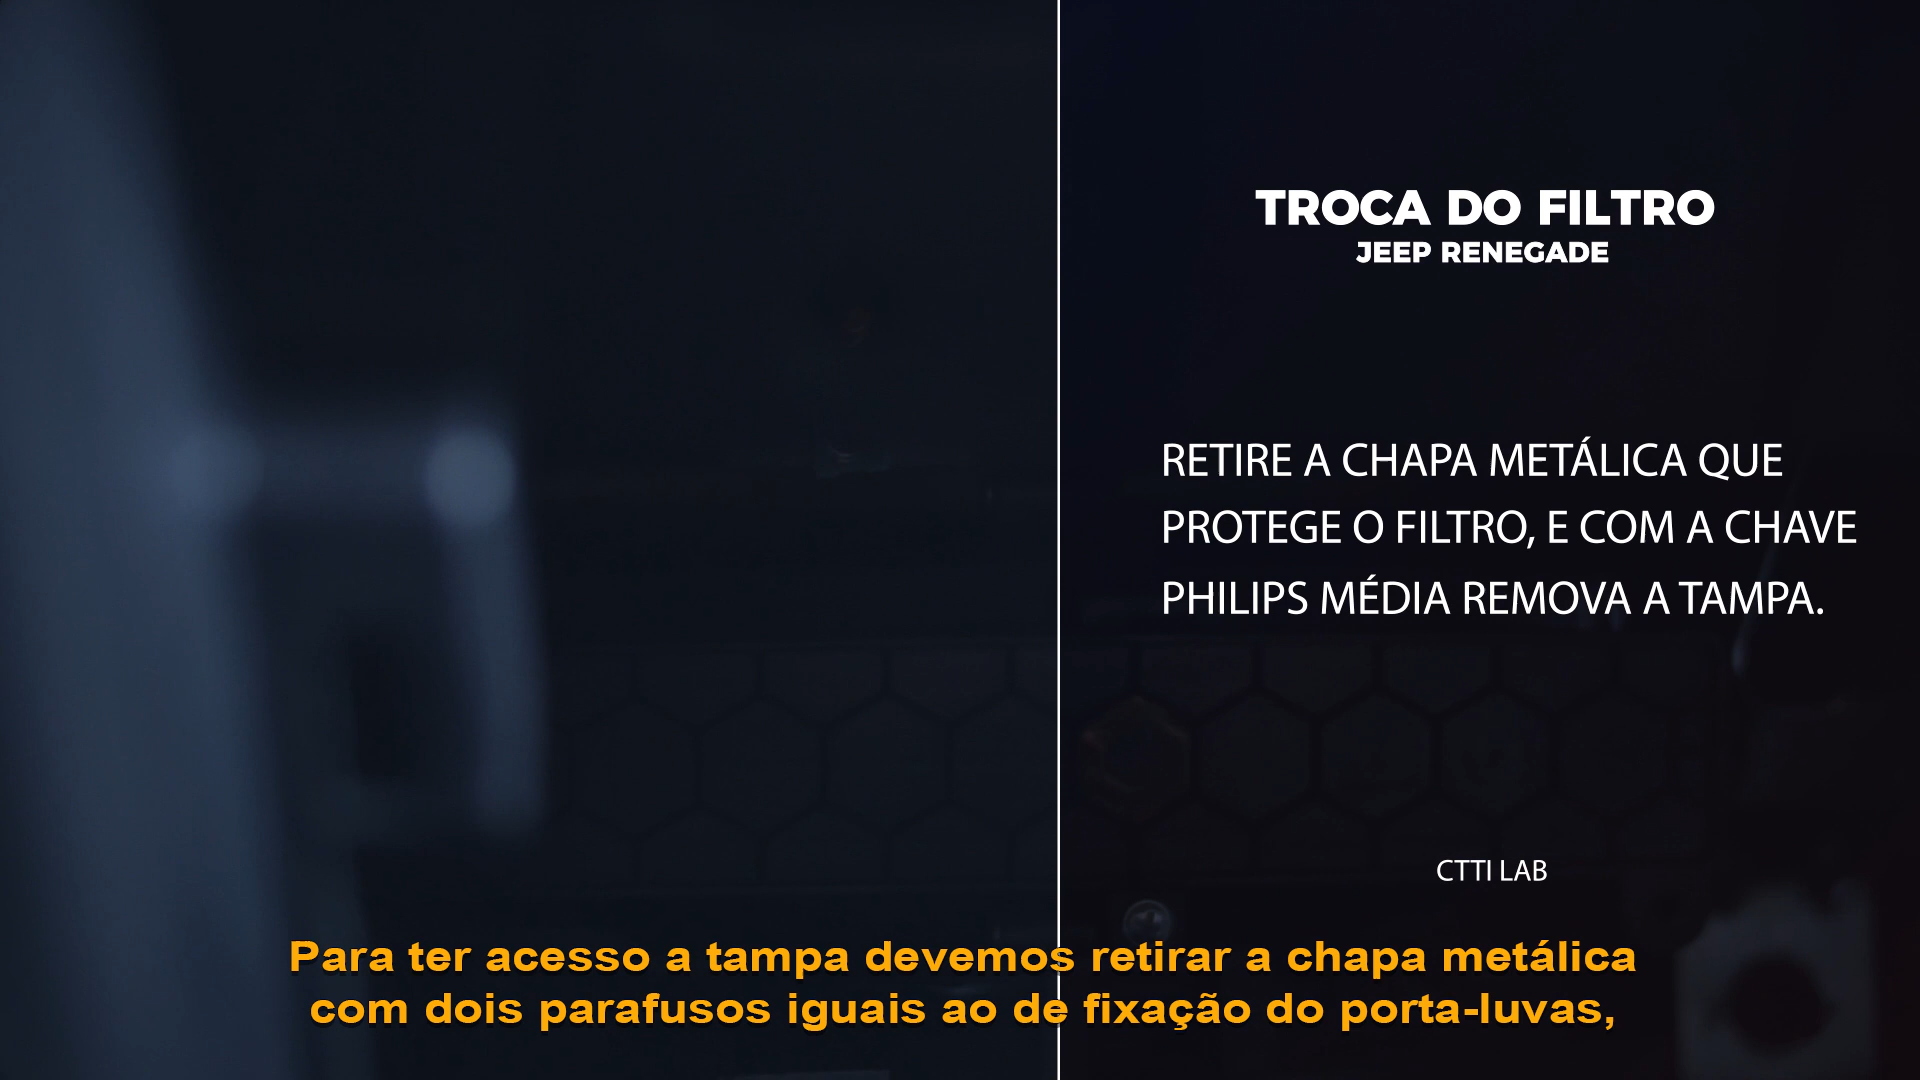 TROCA DO FILTRO
JEEP RENEGADE
RETIRE A CHAPA METÁLICA QUE
PROTEGE O FILTRO, E COM A CHAVE
PHILIPS MÉDIA REMOVA A TAMPA.
CTTI LAB
Para ter acesso a tampa devemos retirar a chapa metálica
com dois parafusos iguais ao de fixação do porta-luvas,